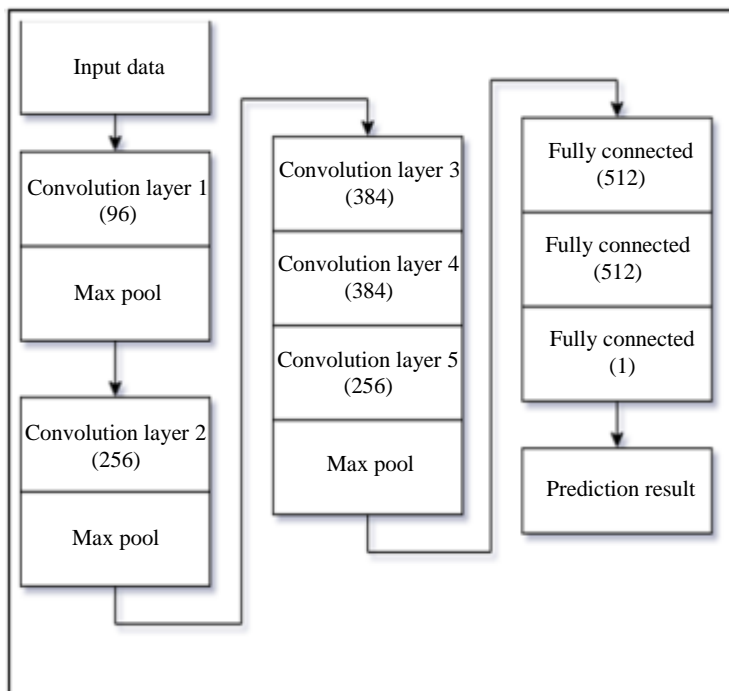 Input data
Convolution layer 1
(96)
Max pool
Convolution layer 2
(256)
Max pool
Convolution layer 3
(384)
Convolution layer 4
(384)
Convolution layer 5
(256)
Max pool
Fully connected
(512)
Fully connected
(512)
Fully connected
(1)
Prediction result